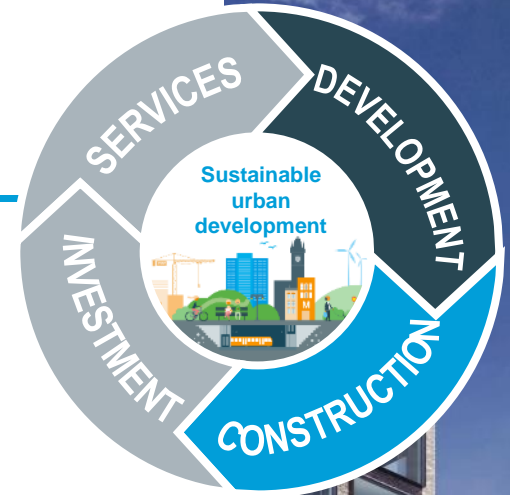 SERVICES
DEVELOPMENT
Sustainable
urban
development
INVESTMENT
CONSTRUCTION